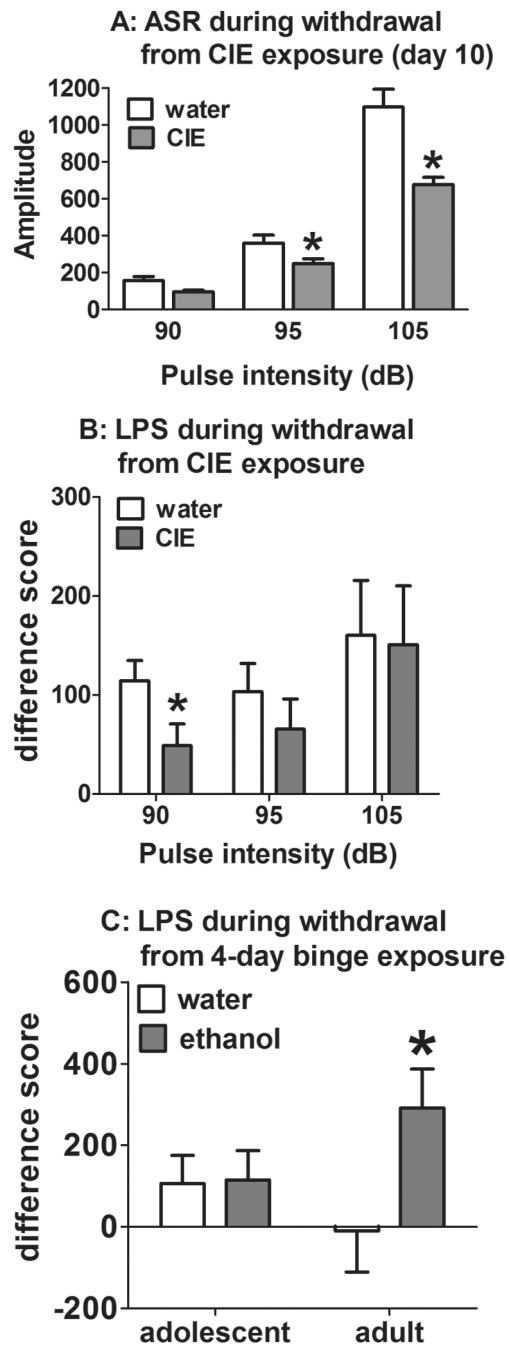 A: ASR during withdrawal
from CIE exposure (day 10)
1200
1000
800
600
400
200
0
Amplitude
water
CIE
*
*
90 95 105
Pulse intensity (dB)
B: LPS during withdrawal
from CIE exposure
300
200
100
0
difference score
water
CIE
*
90 95 105
Pulse intensity (dB)
C: LPS during withdrawal
from 4-day binge exposure
600
400
200
0
-200
difference score
water
ethanol
*
adolescent adult